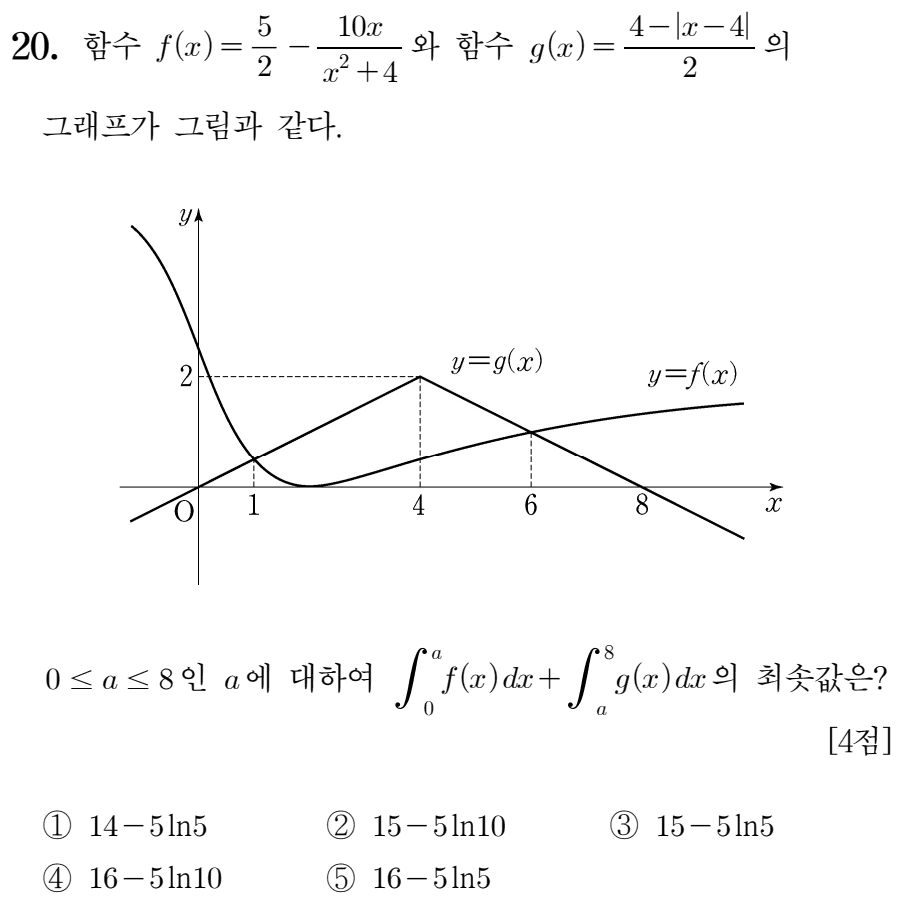 20. 함수 f(x) = 5/2 − 10x/(x²+4) 와 함수 g(x) = (4−|x−4|)/2 의
그래프가 그림과 같다.
y
y=g(x)
y=f(x)
2
O 1 4 6 8 x
0 ≤ a ≤ 8인 a에 대하여 ∫₀ᵃ f(x)dx + ∫ₐ⁸ g(x)dx의 최솟값은?
[4점]
① 14−5ln5 ② 15−5ln10 ③ 15−5ln5
④ 16−5ln10 ⑤ 16−5ln5